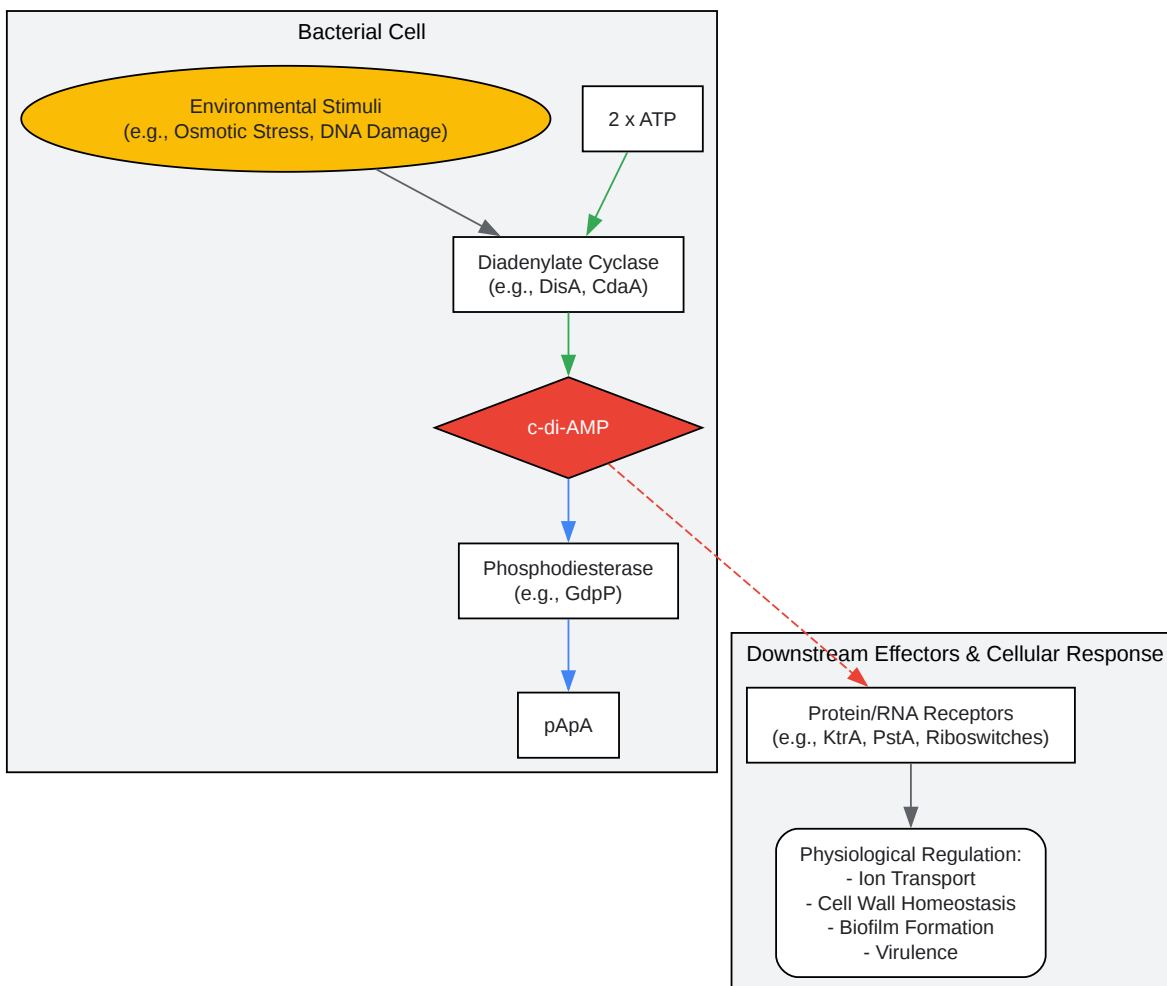 Bacterial Cell
Environmental Stimuli
(e.g., Osmotic Stress, DNA Damage)
2 x ATP
Diadenylate Cyclase
(e.g., DisA, CdaA)
c-di-AMP
Phosphodiesterase
(e.g., GdpP)
pApA
Downstream Effectors & Cellular Response
Protein/RNA Receptors
(e.g., KtrA, PstA, Riboswitches)
Physiological Regulation:
- Ion Transport
- Cell Wall Homeostasis
- Biofilm Formation
- Virulence